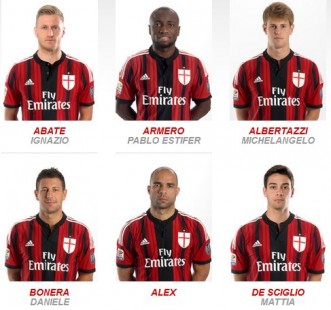 Fly
Emirates
Fly
Emirates
Fly
Emirates
ABATE
IGNAZIO
ARMERO
PABLO ESTIFER
ALBERTAZZI
MICHELANGELO
Fly
Emirates
Fly
Emirates
Fly
Emirates
BONERA
DANIELE
ALEX
DE SCIGLIO
MATTIA